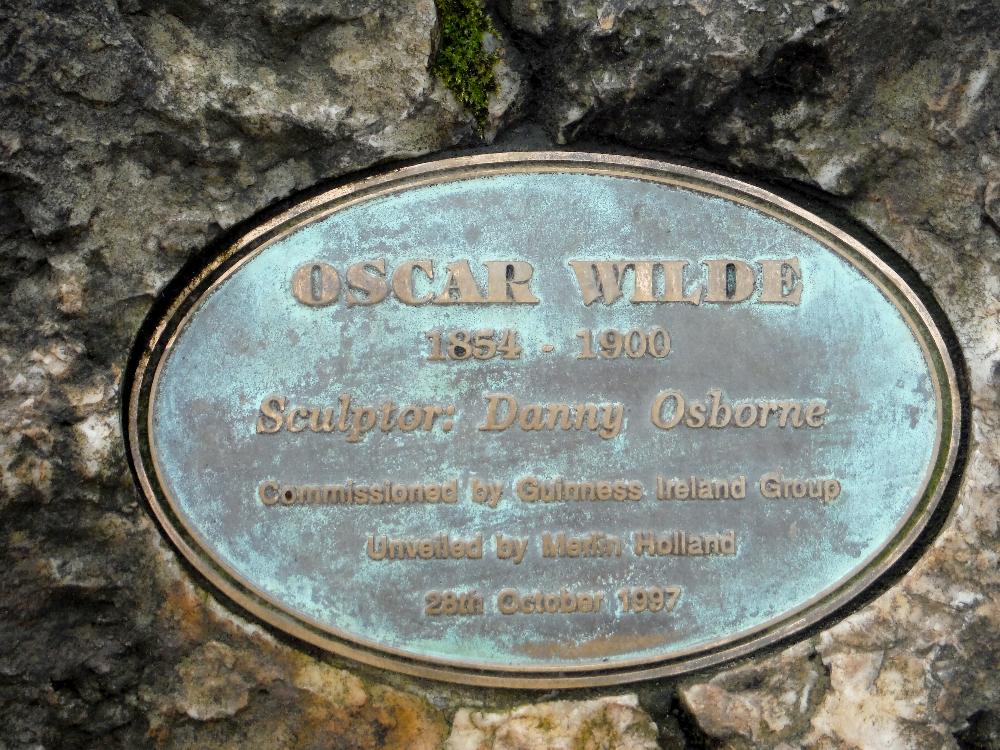 OSCAR WILDE
1854 - 1900
Sculptor: Danny Osborne
Commissioned by Guinness Ireland Group
Unveiled by Merlin Holland
28th October 1997